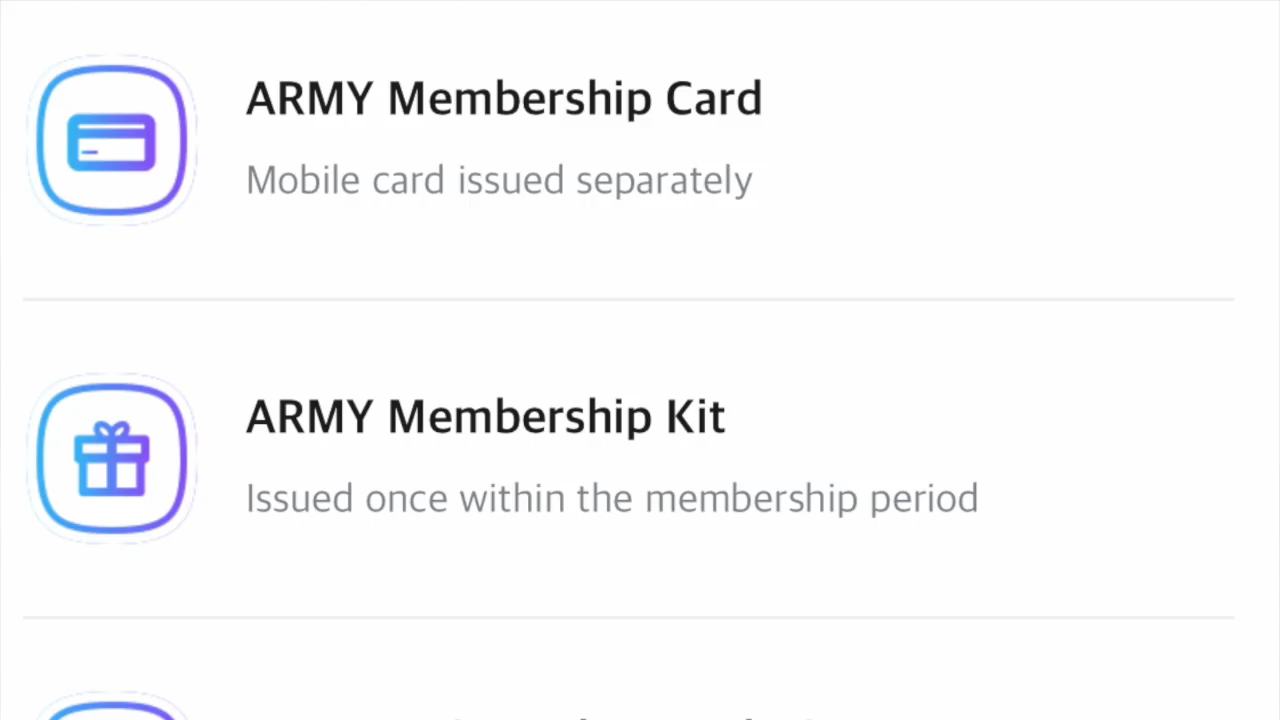 ARMY Membership Card
Mobile card issued separately
ARMY Membership Kit
Issued once within the membership period